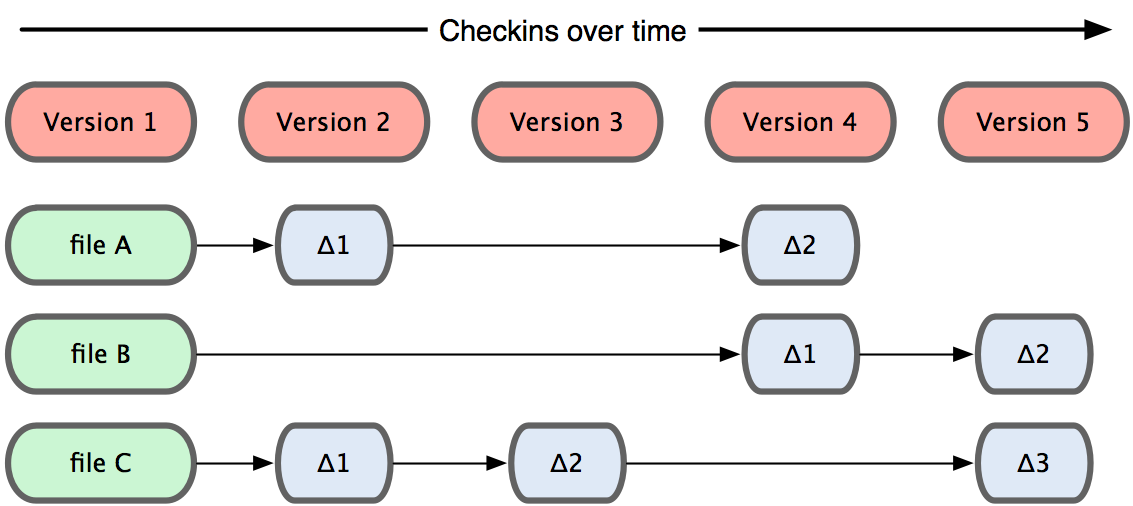 Checkins over time
Version 1 Version 2 Version 3 Version 4 Version 5
file A Δ1 Δ2
file B Δ1 Δ2
file C Δ1 Δ2 Δ3